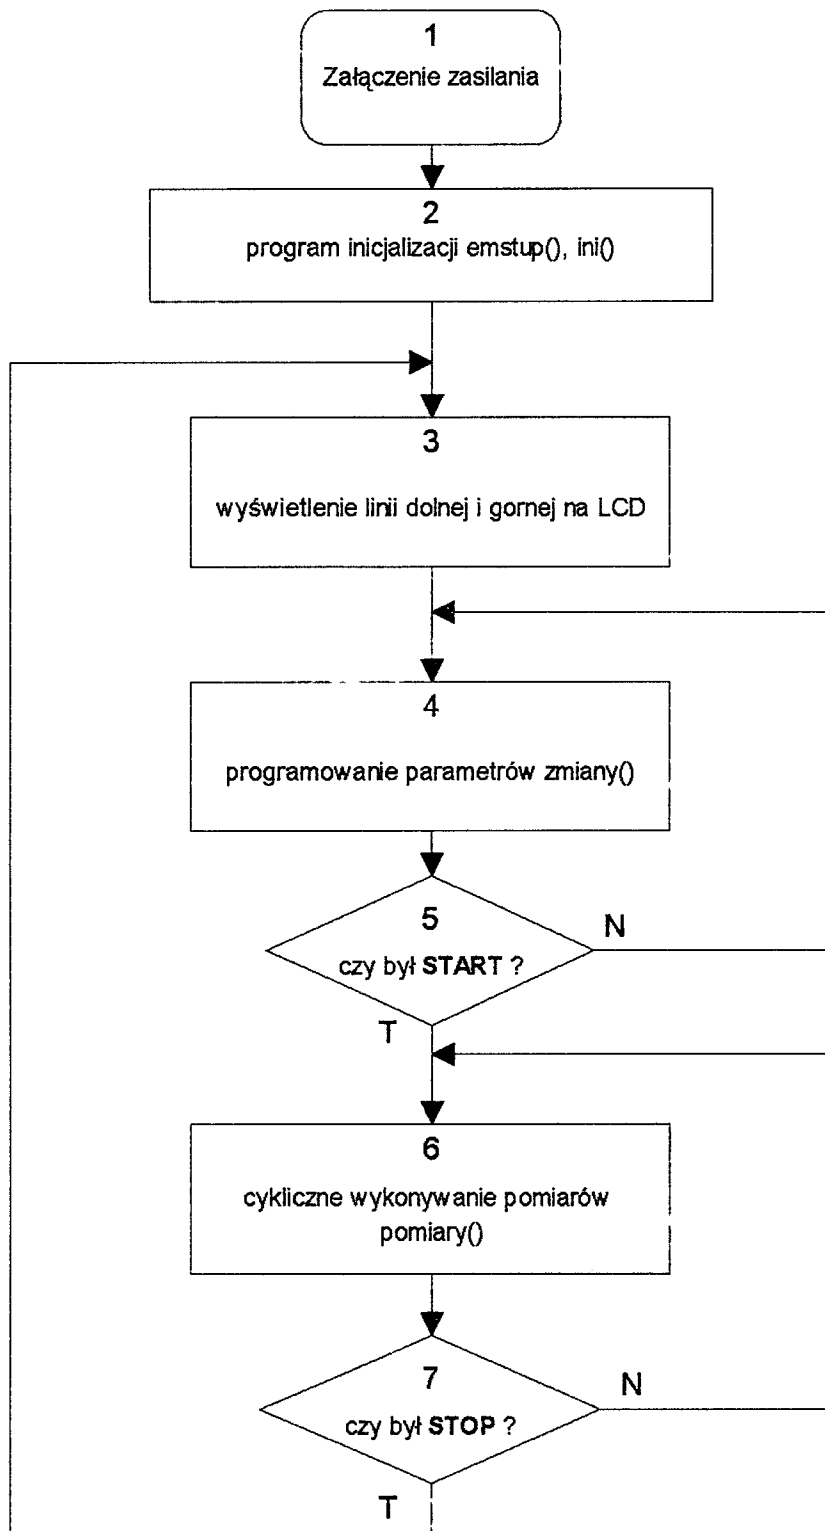 1
Załączenie zasilania
2
program inicjalizacji emstup(), ini()
3
wyświetlenie linii dolnej i gornej na LCD
4
programowanie parametrów zmiany()
5
N
czy był START ?
T
6
cykliczne wykonywanie pomiarów
pomiary()
7
N
czy był STOP ?
T